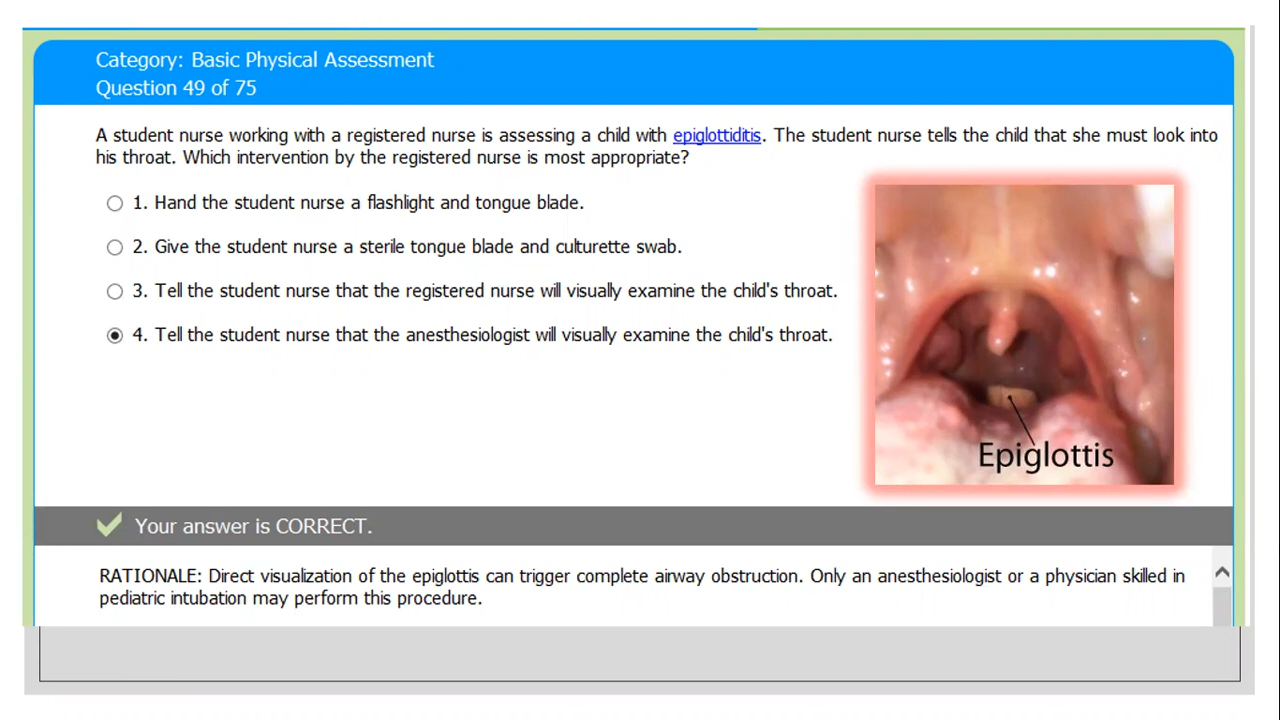 Category: Basic Physical Assessment
Question 49 of 75
A student nurse working with a registered nurse is assessing a child with epiglottiditis. The student nurse tells the child that she must look into
his throat. Which intervention by the registered nurse is most appropriate?
1. Hand the student nurse a flashlight and tongue blade.
2. Give the student nurse a sterile tongue blade and culturette swab.
3. Tell the student nurse that the registered nurse will visually examine the child's throat.
4. Tell the student nurse that the anesthesiologist will visually examine the child's throat.
Epiglottis
Your answer is CORRECT.
RATIONALE: Direct visualization of the epiglottis can trigger complete airway obstruction. Only an anesthesiologist or a physician skilled in
pediatric intubation may perform this procedure.